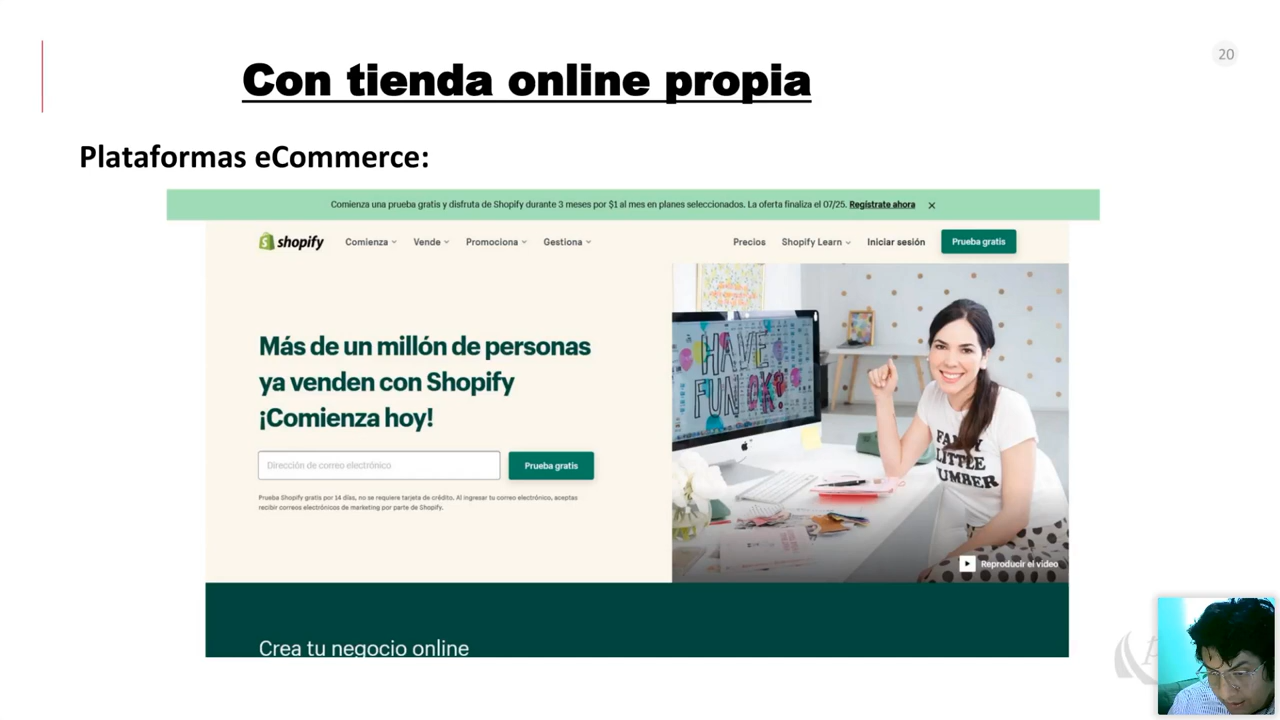 20
Con tienda online propia
Plataformas eCommerce:
Comienza una prueba gratis y disfruta de Shopify durante 3 meses por $1 al mes en planes seleccionados. La oferta finaliza el 07/25. Regístrate ahora
shopify Comienza Vende Promociona Gestiona Precios Shopify Learn Iniciar sesión Prueba gratis
Más de un millón de personas
ya venden con Shopify
¡Comienza hoy!
HAVE
FUN OK?
LITTLE
Dirección de correo electrónico Prueba gratis
Prueba Shopify gratis por 14 días, no se requiere tarjeta de crédito. Al ingresar tu correo electrónico, aceptas
recibir correos electrónicos de marketing por parte de Shopify.
Reproducir el video
Crea tu negocio online